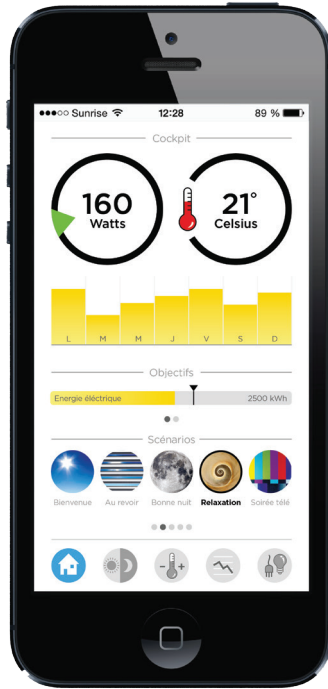 ●●●○○ Sunrise 12:28 89 %
Cockpit
160
Watts
21°
Celsius
L M M J V S D
Objectifs
Energie éléctrique 2500 kWh
Scénarios
Bienvenue Au revoir Bonne nuit Relaxation Soirée télé
- +